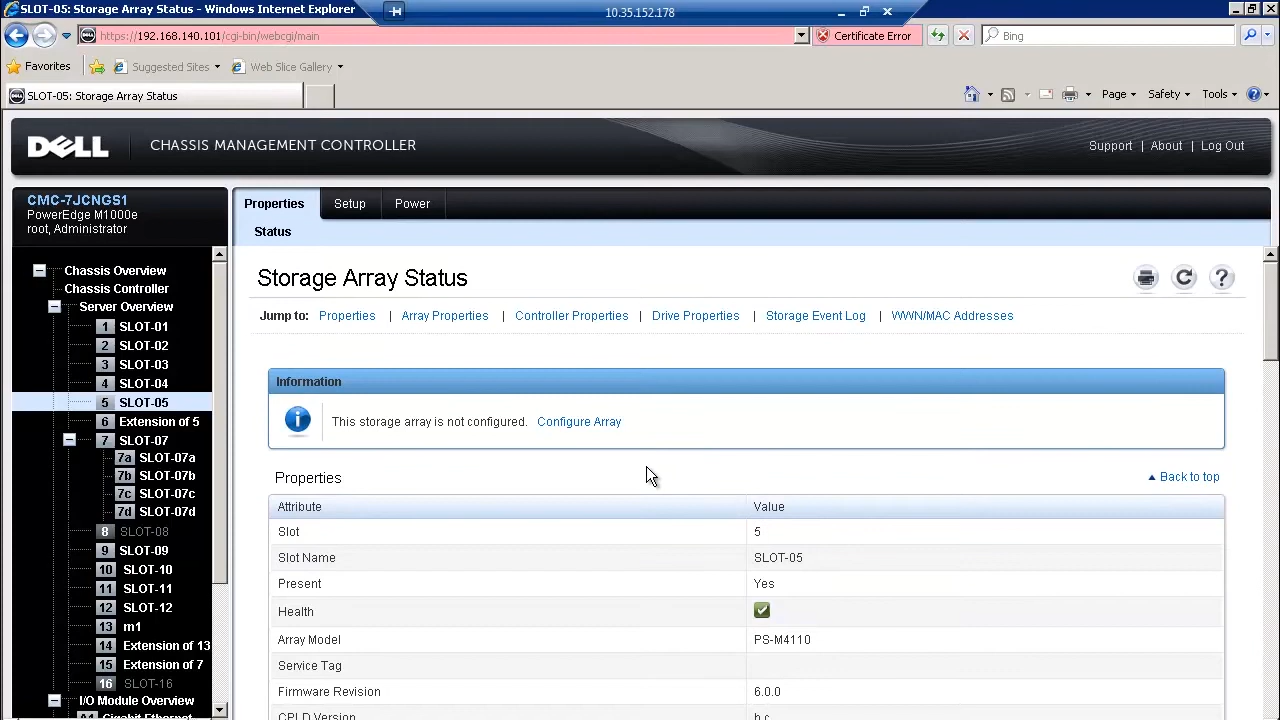 SLOT-05: Storage Array Status - Windows Internet Explorer
10.35.152.178
https://192.168.140.101/cgi-bin/webcgi/main
Certificate Error
Bing
Favorites
Suggested Sites
Web Slice Gallery
SLOT-05: Storage Array Status
Page
Safety
Tools
DELL
CHASSIS MANAGEMENT CONTROLLER
Support | About | Log Out
CMC-7JCNGS1
PowerEdge M1000e
root, Administrator
Properties
Setup
Power
Status
Chassis Overview
Chassis Controller
Server Overview
1 SLOT-01
2 SLOT-02
3 SLOT-03
4 SLOT-04
5 SLOT-05
6 Extension of 5
7 SLOT-07
7a SLOT-07a
7b SLOT-07b
7c SLOT-07c
7d SLOT-07d
8 SLOT-08
9 SLOT-09
10 SLOT-10
11 SLOT-11
12 SLOT-12
13 m1
14 Extension of 13
15 Extension of 7
16 SLOT-16
I/O Module Overview
A1 Gigabit Ethernet
Storage Array Status
Jump to: Properties | Array Properties | Controller Properties | Drive Properties | Storage Event Log | WWN/MAC Addresses
Information
This storage array is not configured. Configure Array
Properties
Back to top
Attribute Value
Slot 5
Slot Name SLOT-05
Present Yes
Health
Array Model PS-M4110
Service Tag
Firmware Revision 6.0.0
CPLD Version b.c